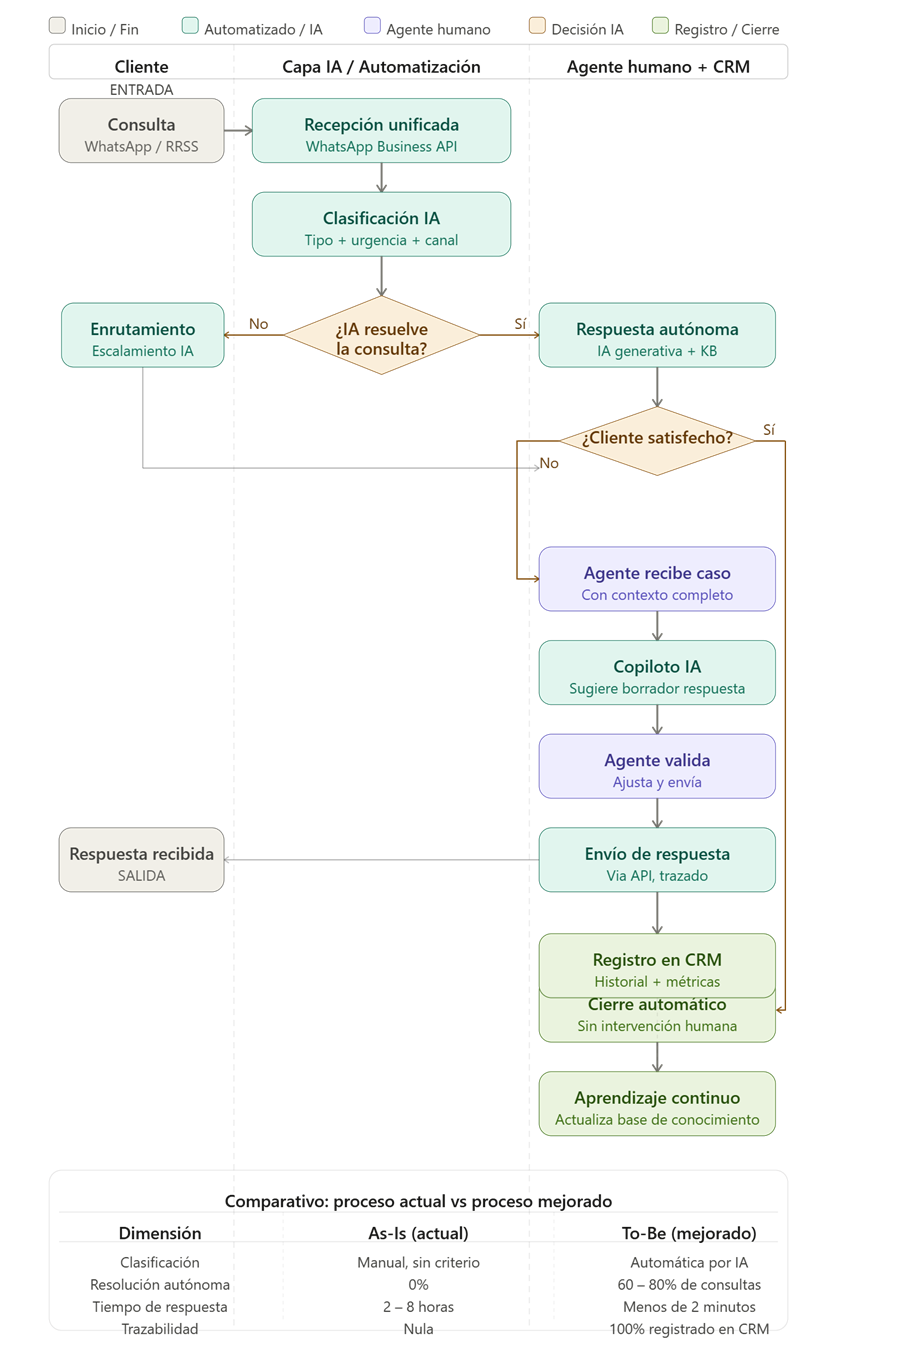 Inicio / Fin
Automatizado / IA
Agente humano
Decisión IA
Registro / Cierre
Cliente
Capa IA / Automatización
Agente humano + CRM
ENTRADA
Consulta
WhatsApp / RRSS
Recepción unificada
WhatsApp Business API
Clasificación IA
Tipo + urgencia + canal
¿IA resuelve
la consulta?
No
Sí
Enrutamiento
Escalamiento IA
Respuesta autónoma
IA generativa + KB
¿Cliente satisfecho?
Sí
No
Agente recibe caso
Con contexto completo
Copiloto IA
Sugiere borrador respuesta
Agente valida
Ajusta y envía
Envío de respuesta
Via API, trazado
Respuesta recibida
SALIDA
Registro en CRM
Historial + métricas
Cierre automático
Sin intervención humana
Aprendizaje continuo
Actualiza base de conocimiento
Comparativo: proceso actual vs proceso mejorado
Dimensión As-Is (actual) To-Be (mejorado)
Clasificación Manual, sin criterio Automática por IA
Resolución autónoma 0% 60 – 80% de consultas
Tiempo de respuesta 2 – 8 horas Menos de 2 minutos
Trazabilidad Nula 100% registrado en CRM